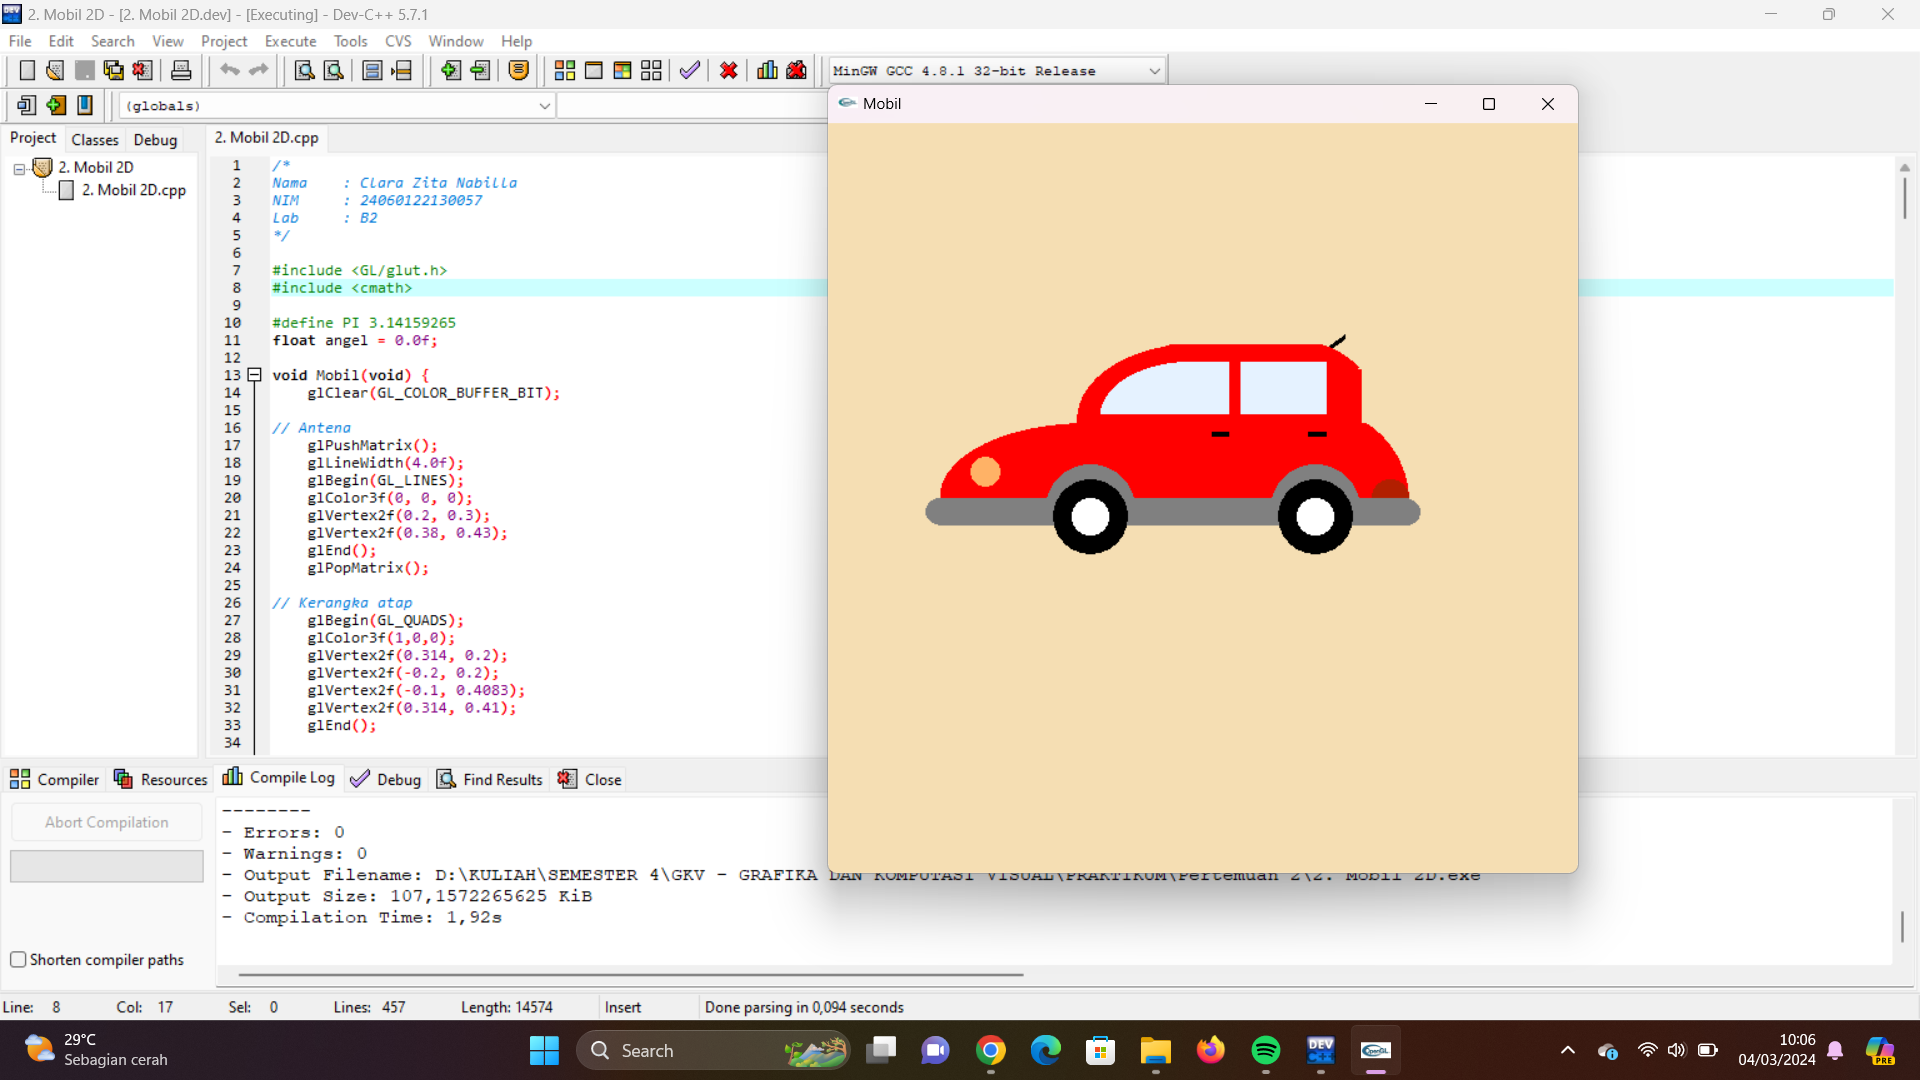 2. Mobil 2D - [2. Mobil 2D.dev] - [Executing] - Dev-C++ 5.7.1
File Edit Search View Project Execute Tools CVS Window Help
MinGW GCC 4.8.1 32-bit Release
(globals)
Mobil
Project Classes Debug
2. Mobil 2D.cpp
2. Mobil 2D
2. Mobil 2D.cpp
1 /*
2 Nama : Clara Zita Nabilla
3 NIM : 24060122130057
4 Lab : B2
5 */
6
7 #include <GL/glut.h>
8 #include <cmath>
9
10 #define PI 3.14159265
11 float angel = 0.0f;
12
13 void Mobil(void) {
14 glClear(GL_COLOR_BUFFER_BIT);
15
16 // Antena
17 glPushMatrix();
18 glLineWidth(4.0f);
19 glBegin(GL_LINES);
20 glColor3f(0, 0, 0);
21 glVertex2f(0.2, 0.3);
22 glVertex2f(0.38, 0.43);
23 glEnd();
24 glPopMatrix();
25
26 // Kerangka atap
27 glBegin(GL_QUADS);
28 glColor3f(1,0,0);
29 glVertex2f(0.314, 0.2);
30 glVertex2f(-0.2, 0.2);
31 glVertex2f(-0.1, 0.4083);
32 glVertex2f(0.314, 0.41);
33 glEnd();
34
Compiler Resources Compile Log Debug Find Results Close
Abort Compilation
Shorten compiler paths
--------
- Errors: 0
- Warnings: 0
- Output Filename: D:\KULIAH\SEMESTER 4\GKV - GRAFIKA DAN KOMPUTASI VISUAL\PRAKTIKUM\Pertemuan 2\2. Mobil 2D.exe
- Output Size: 107,1572265625 KiB
- Compilation Time: 1,92s
Line: 8 Col: 17 Sel: 0 Lines: 457 Length: 14574 Insert Done parsing in 0,094 seconds
29°C
Sebagian cerah
Search
DEV
OpenGL
10:06
04/03/2024
PRE